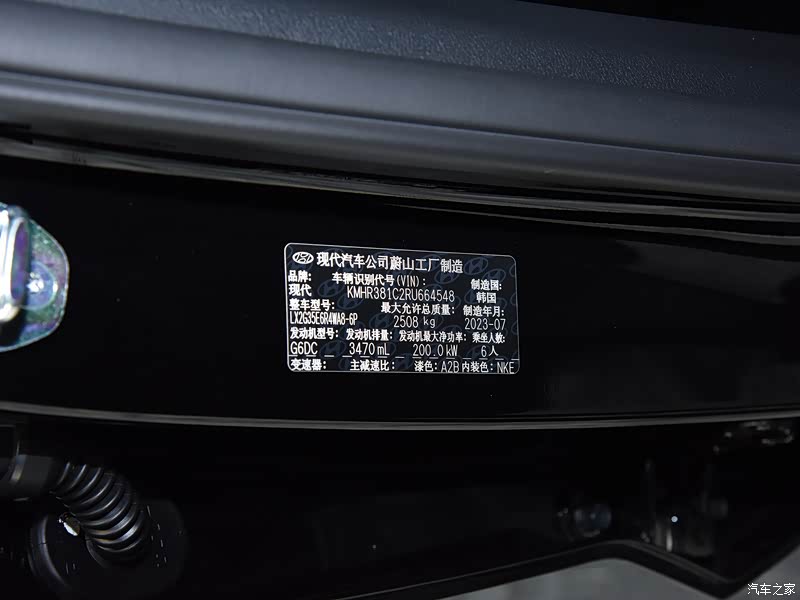 现代汽车公司蔚山工厂制造
品牌: 车辆识别代号(VIN): 制造国:
现代 KMHR381C2RU664548 韩国
整车型号: 最大允许总质量: 制造年月:
LX2G35E6R4WA8-6P 2508 kg 2023-07
发动机型号: 发动机排量: 发动机最大净功率: 乘坐人数:
G6DC 3470 mL 200.0 kW 6 人
变速器: 主减速比: 漆色: A2B 内装色: NKE
汽车之家